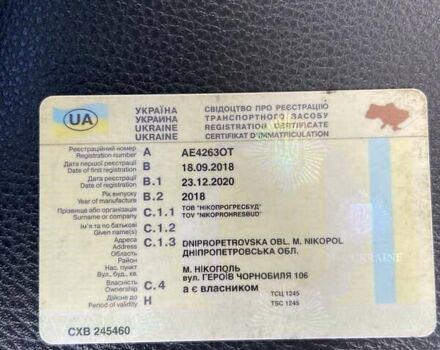 UA
УКРАЇНА СВІДОЦТВО ПРО РЕЄСТРАЦІЮ
УКРАИНА ТРАНСПОРТНОГО ЗАСОБУ
UKRAINE REGISTRATION CERTIFICATE
UKRAINE CERTIFIKAT D'IMMATRICULATION
Реєстраційний номер
Registration number A AE4263OT
Дата першої реєстрації
Date of first registration B 18.09.2018
Дата реєстрації
Date of registration B.1 23.12.2020
Рік випуску
Year of manufacture B.2 2018
Прізвище або організація C.1.1 ТОВ "НІКОПРОГРЕСБУД"
Surname or company TOV "NIKOPROHRESBUD"
Ім'я та по батькові C.1.2
Given name(s)
Адреса C.1.3 DNIPROPETROVSKA OBL. M. NIKOPOL
Address ДНІПРОПЕТРОВСЬКА ОБЛ.
Область
Район
Нас. пункт М. НІКОПОЛЬ
Вул., буд., кв. вул. ГЕРОЇВ ЧОРНОБИЛЯ 106
Власність C.4 а є власником
Ownership
Дійсне до H ТСЦ 1245
Period of validity TSC 1245
UKRAINE
СХВ 245460